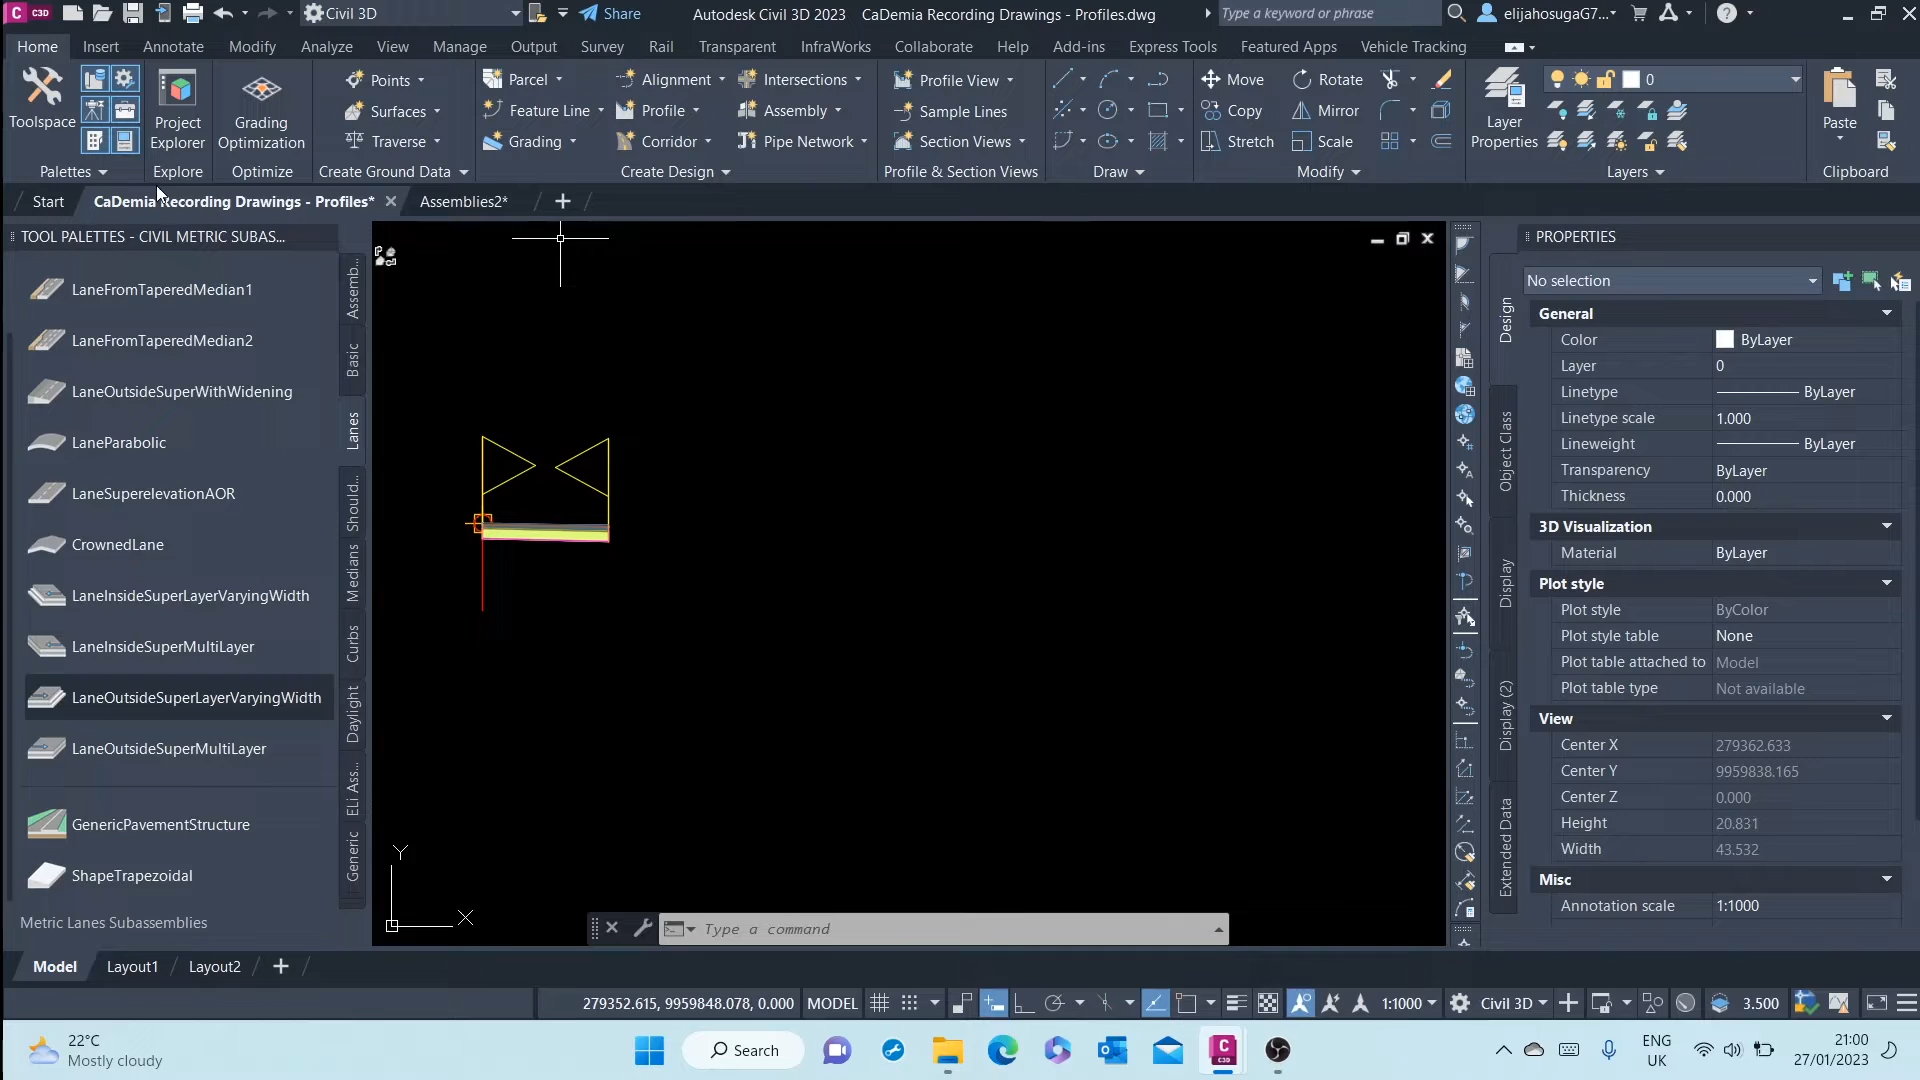 C3D Civil 3D Share Autodesk Civil 3D 2023 CaDemia Recording Drawings - Profiles.dwg Type a keyword or phrase elijahosugaG7...
Home Insert Annotate Modify Analyze View Manage Output Survey Rail Transparent InfraWorks Collaborate Help Add-ins Express Tools Featured Apps Vehicle Tracking
Toolspace
Project
Explorer
Grading
Optimization
Points
Surfaces
Traverse
Parcel
Feature Line
Grading
Alignment
Profile
Corridor
Intersections
Assembly
Pipe Network
Profile View
Sample Lines
Section Views
Move
Copy
Stretch
Rotate
Mirror
Scale
Layer
Properties
0
Paste
Palettes Explore Optimize Create Ground Data Create Design Profile & Section Views Draw Modify Layers Clipboard
Start CaDemia Recording Drawings - Profiles* Assemblies2*
TOOL PALETTES - CIVIL METRIC SUBAS...
LaneFromTaperedMedian1
LaneFromTaperedMedian2
LaneOutsideSuperWithWidening
LaneParabolic
LaneSuperelevationAOR
CrownedLane
LaneInsideSuperLayerVaryingWidth
LaneInsideSuperMultiLayer
LaneOutsideSuperLayerVaryingWidth
LaneOutsideSuperMultiLayer
GenericPavementStructure
ShapeTrapezoidal
Metric Lanes Subassemblies
Assemb...
Basic
Lanes
Should...
Medians
Curbs
Daylight
ELi Ass...
Generic
Y
X
Type a command
PROPERTIES
No selection
Design
Object Class
Display
Display (2)
Extended Data
General
Color ByLayer
Layer 0
Linetype ByLayer
Linetype scale 1.000
Lineweight ByLayer
Transparency ByLayer
Thickness 0.000
3D Visualization
Material ByLayer
Plot style
Plot style ByColor
Plot style table None
Plot table attached to Model
Plot table type Not available
View
Center X 279362.633
Center Y 9959838.165
Center Z 0.000
Height 20.831
Width 43.532
Misc
Annotation scale 1:1000
Model Layout1 Layout2
279352.615, 9959848.078, 0.000 MODEL 1:1000 Civil 3D 3.500
22°C
Mostly cloudy
Search
ENG
UK
21:00
27/01/2023